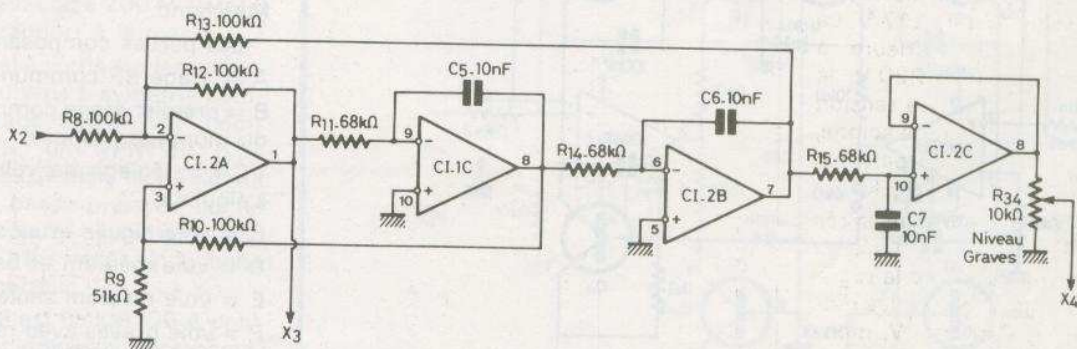 R13-100kΩ
R12-100kΩ
C5-10nF
C6-10nF
X2
R8-100kΩ
2
3
1
CI.2A
R11-68kΩ
9
10
8
CI.1C
R14-68kΩ
6
5
7
CI-2B
R15-68kΩ
9
10
8
CI-2C
R10-100kΩ
R9
51kΩ
X3
C7
10nF
R34
10kΩ
Niveau
Graves
X4